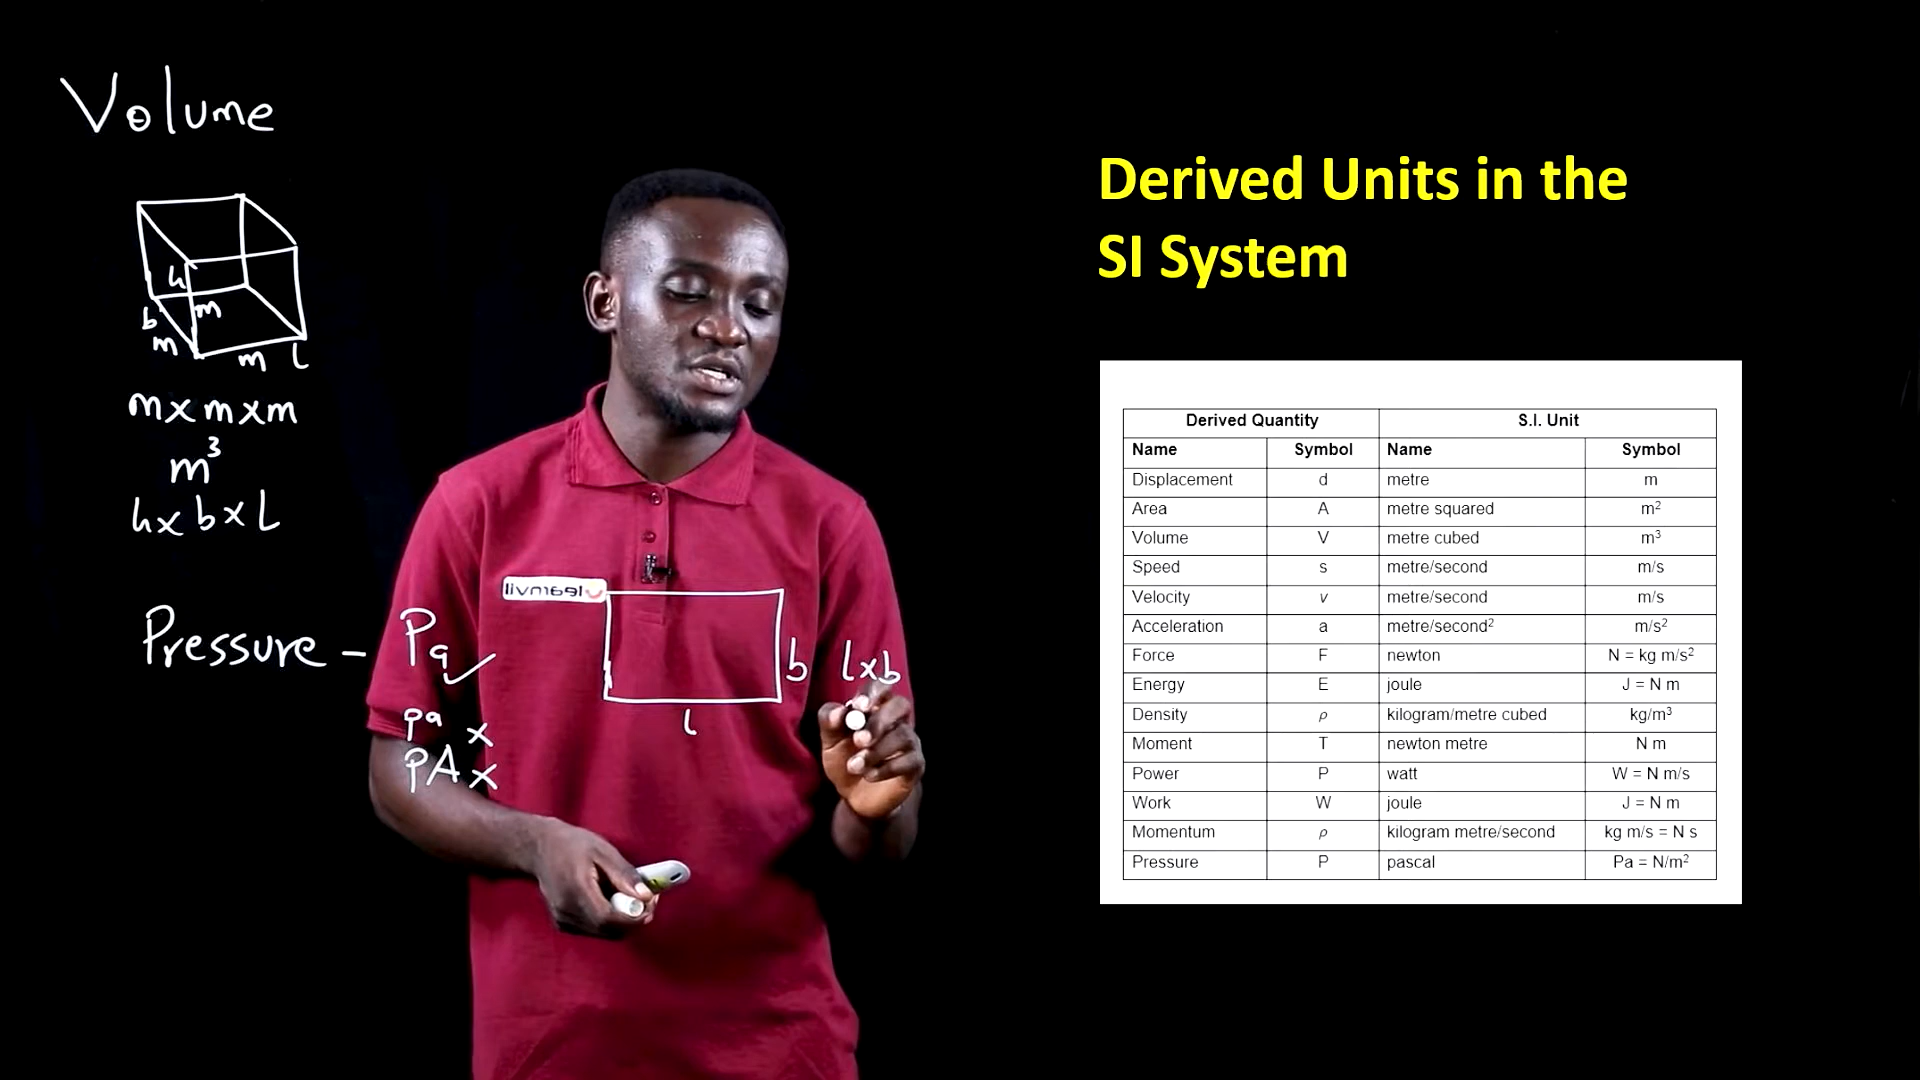 Volume
h
b
m
m
m
l
m x m x m
m³
h x b x L
Pressure - Pa ✓
pa x
PA x
b
l
l x b
Derived Units in the
SI System
Derived Quantity S.I. Unit
Name Symbol Name Symbol
Displacement d metre m
Area A metre squared m²
Volume V metre cubed m³
Speed s metre/second m/s
Velocity v metre/second m/s
Acceleration a metre/second² m/s²
Force F newton N = kg m/s²
Energy E joule J = N m
Density ρ kilogram/metre cubed kg/m³
Moment T newton metre N m
Power P watt W = N m/s
Work W joule J = N m
Momentum ρ kilogram metre/second kg m/s = N s
Pressure P pascal Pa = N/m²